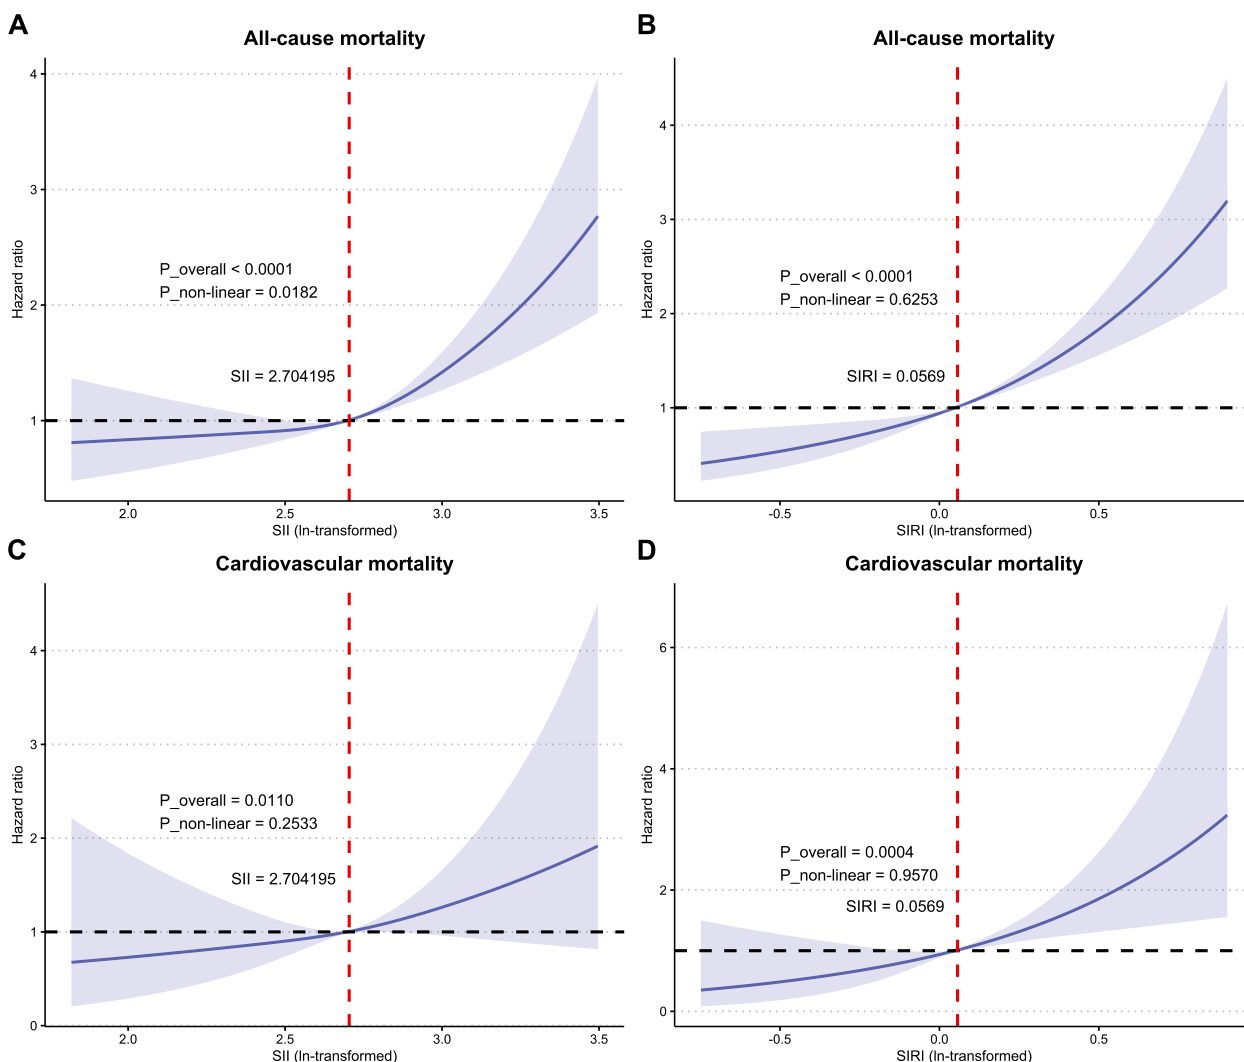 A
All-cause mortality
4
3
2
1
Hazard ratio
P_overall < 0.0001
P_non-linear = 0.0182
SII = 2.704195
2.0
2.5
3.0
3.5
SII (ln-transformed)
B
All-cause mortality
4
3
2
1
Hazard ratio
P_overall < 0.0001
P_non-linear = 0.6253
SIRI = 0.0569
-0.5
0.0
0.5
SIRI (ln-transformed)
C
Cardiovascular mortality
4
3
2
1
0
Hazard ratio
P_overall = 0.0110
P_non-linear = 0.2533
SII = 2.704195
2.0
2.5
3.0
3.5
SII (ln-transformed)
D
Cardiovascular mortality
6
4
2
0
Hazard ratio
P_overall = 0.0004
P_non-linear = 0.9570
SIRI = 0.0569
-0.5
0.0
0.5
SIRI (ln-transformed)